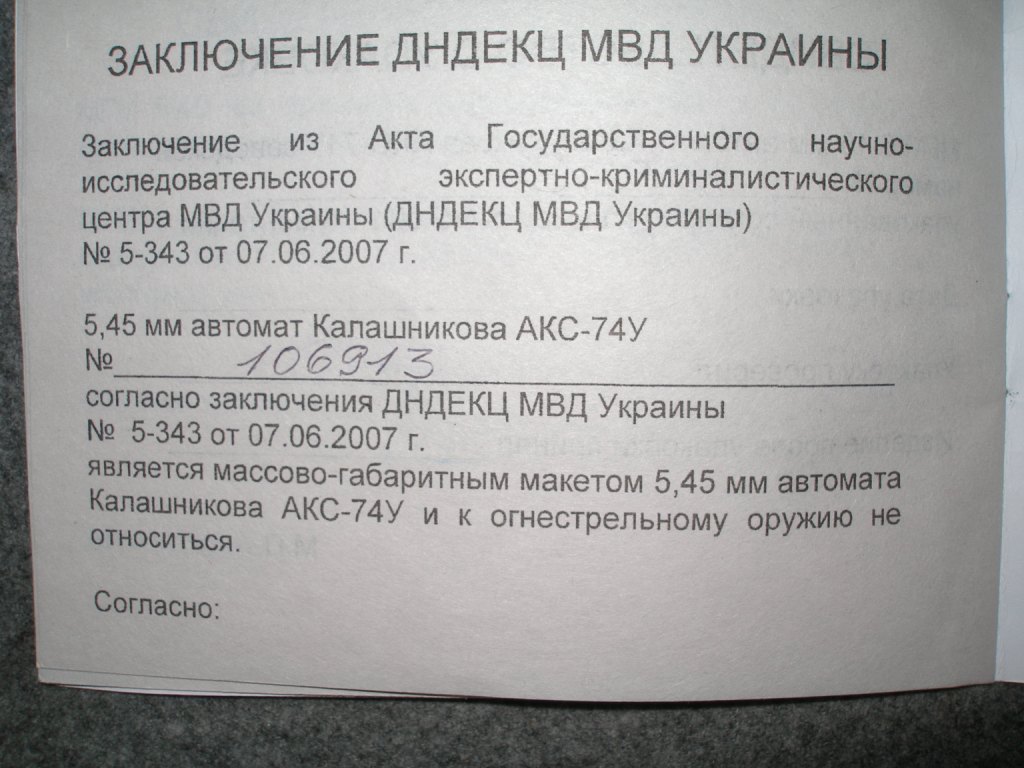 ЗАКЛЮЧЕНИЕ ДНДЕКЦ МВД УКРАИНЫ
Заключение из Акта Государственного научно-
исследовательского экспертно-криминалистического
центра МВД Украины (ДНДЕКЦ МВД Украины)
№ 5-343 от 07.06.2007 г.
5,45 мм автомат Калашникова АКС-74У
№ 106913
согласно заключения ДНДЕКЦ МВД Украины
№ 5-343 от 07.06.2007 г.
является массово-габаритным макетом 5,45 мм автомата
Калашникова АКС-74У и к огнестрельному оружию не
относиться.
Согласно: